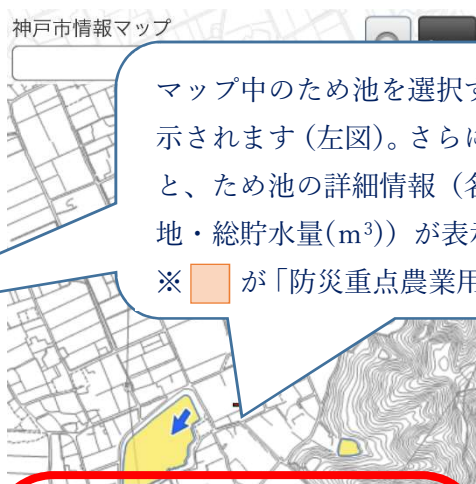 神戸市情報マップ
マップ中のため池を選択す
示されます（左図）。さらに
と、ため池の詳細情報（名
地・総貯水量(m³)）が表示
※ が「防災重点農業用